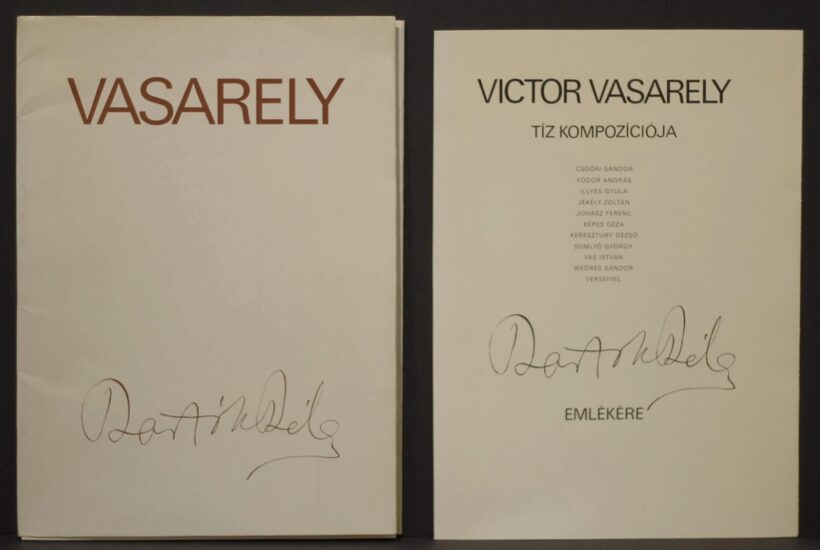 VASARELY
Bartók Béla
VICTOR VASARELY
TÍZ KOMPOZÍCIÓJA
CSOÓRI SÁNDOR
FODOR ANDRÁS
ILLYÉS GYULA
JÉKELY ZOLTÁN
JUHÁSZ FERENC
KÉPES GÉZA
KERESZTURY DEZSŐ
SOMLYÓ GYÖRGY
VAS ISTVÁN
WEÖRES SÁNDOR
VERSEIVEL
Bartók Béla
EMLÉKÉRE